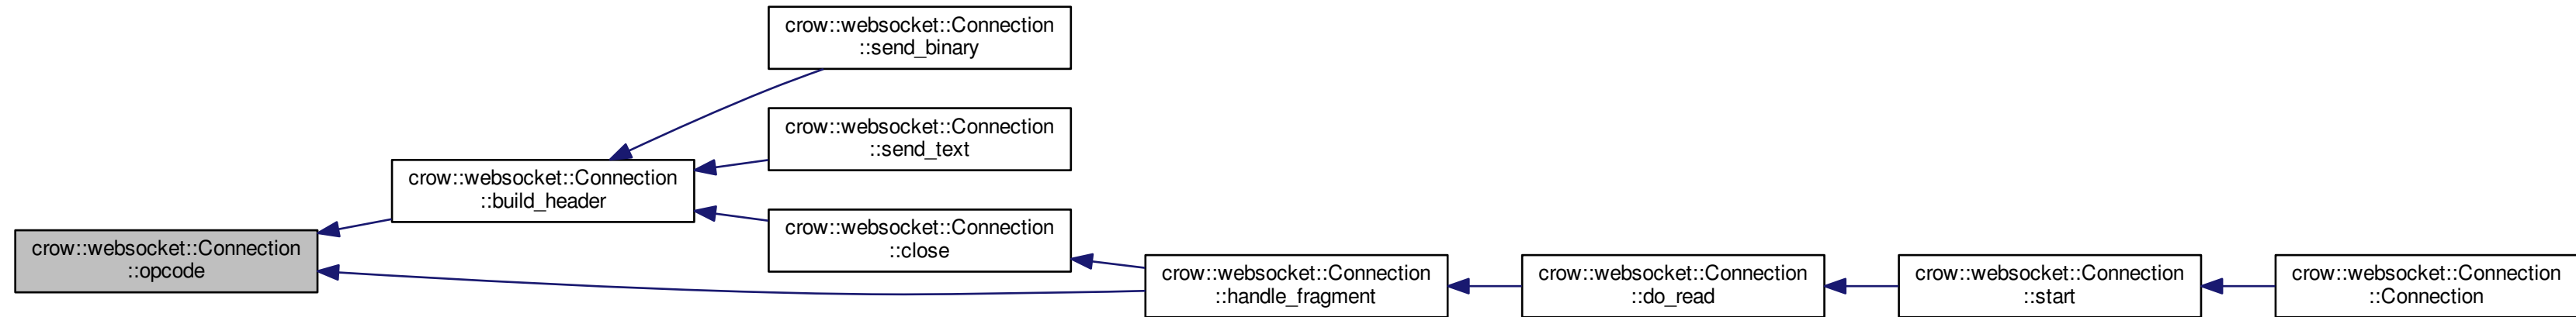 crow::websocket::Connection
::send_binary
crow::websocket::Connection
::send_text
crow::websocket::Connection
::build_header
crow::websocket::Connection
::close
crow::websocket::Connection
::opcode
crow::websocket::Connection
::handle_fragment
crow::websocket::Connection
::do_read
crow::websocket::Connection
::start
crow::websocket::Connection
::Connection